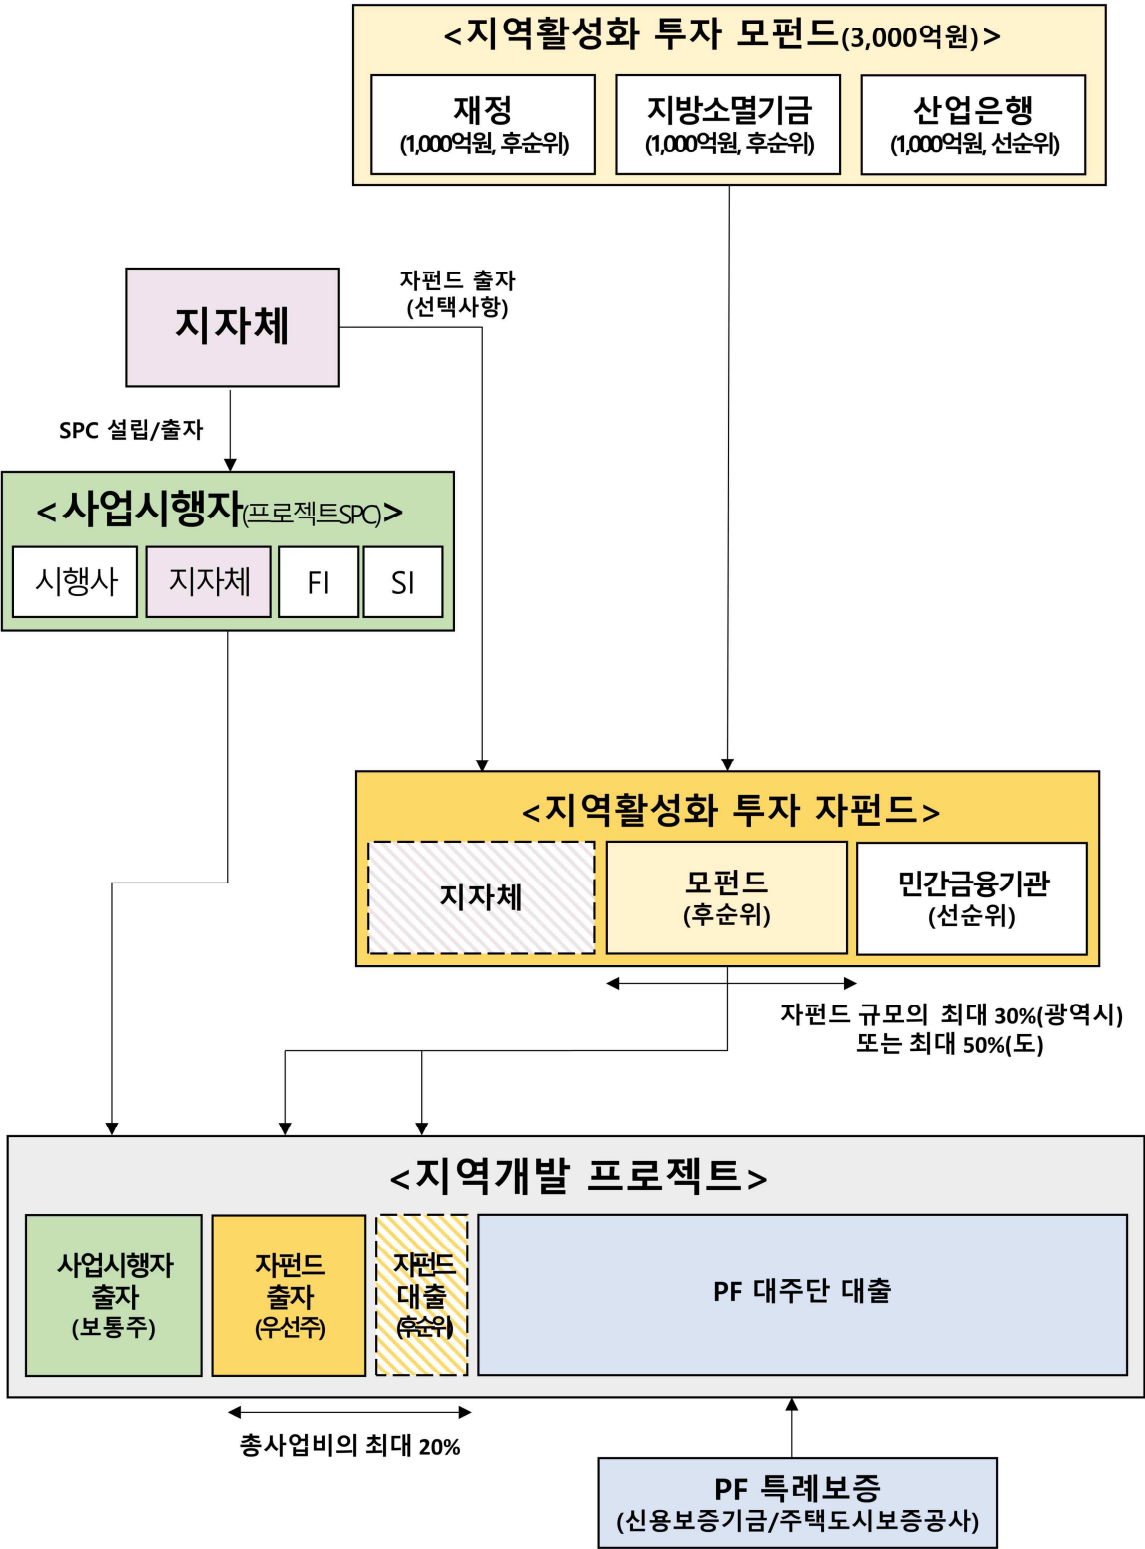 <지역활성화 투자 모펀드(3,000억원)>
재정
(1,000억원, 후순위)
지방소멸기금
(1,000억원, 후순위)
산업은행
(1,000억원, 선순위)
지자체
자펀드 출자
(선택사항)
SPC 설립/출자
<사업시행자(프로젝트SPC)>
시행사
지자체
FI
SI
<지역활성화 투자 자펀드>
지자체
모펀드
(후순위)
민간금융기관
(선순위)
자펀드 규모의 최대 30%(광역시)
또는 최대 50%(도)
<지역개발 프로젝트>
사업시행자
출자
(보통주)
자펀드
출자
(우선주)
자펀드
대출
(후순위)
PF 대주단 대출
총사업비의 최대 20%
PF 특례보증
(신용보증기금/주택도시보증공사)